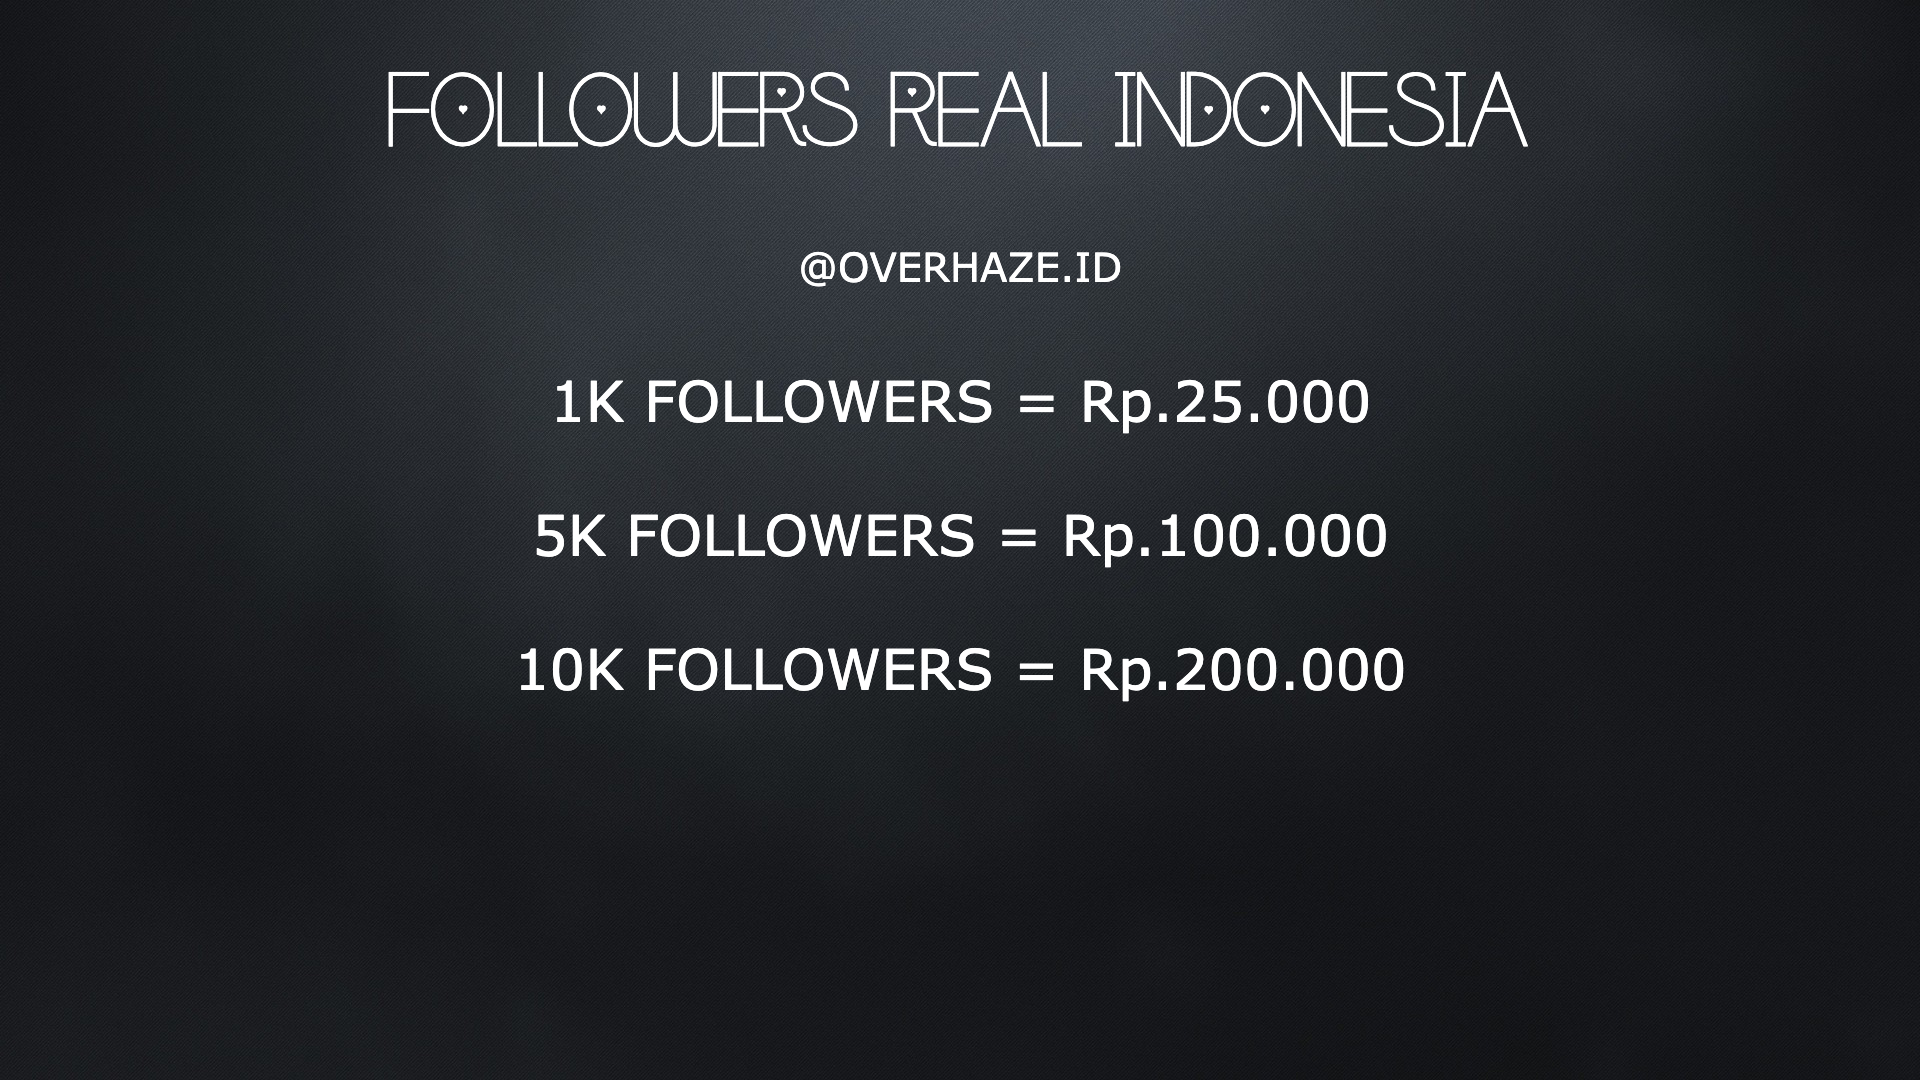 FOLLOWERS REAL INDONESIA
@OVERHAZE.ID
1K FOLLOWERS = Rp.25.000
5K FOLLOWERS = Rp.100.000
10K FOLLOWERS = Rp.200.000